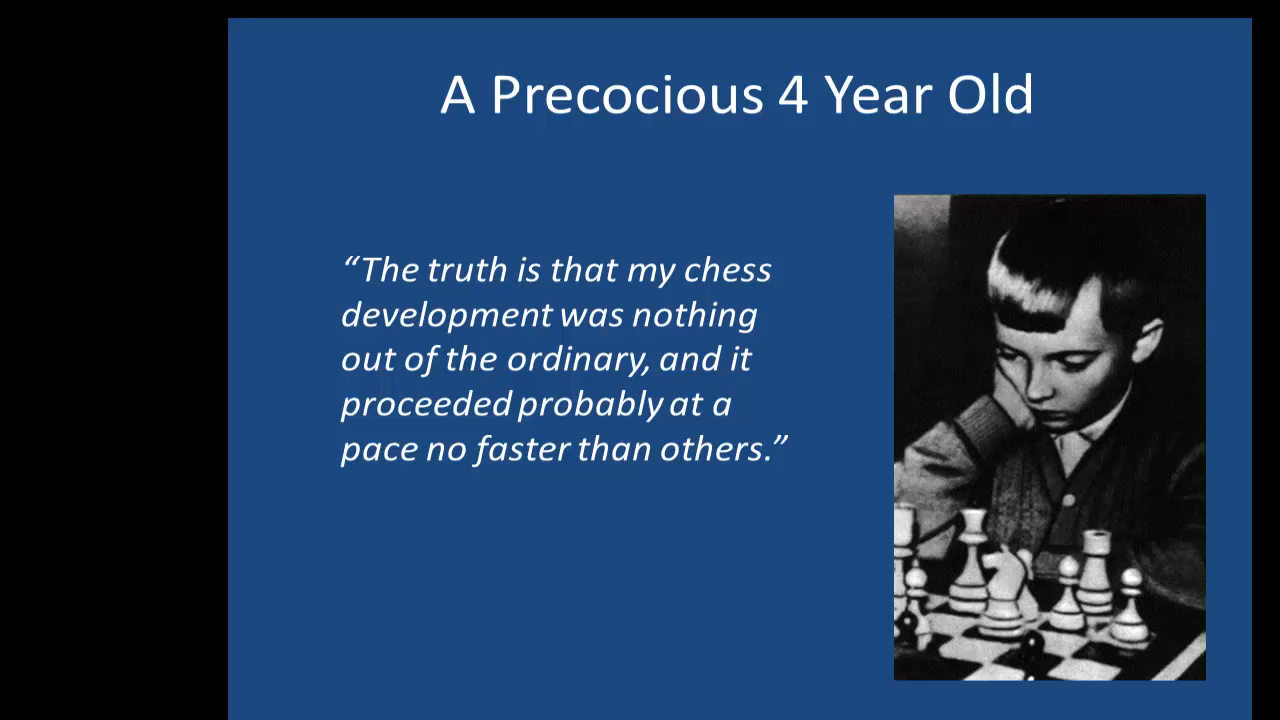 A Precocious 4 Year Old
“The truth is that my chess
development was nothing
out of the ordinary, and it
proceeded probably at a
pace no faster than others.”